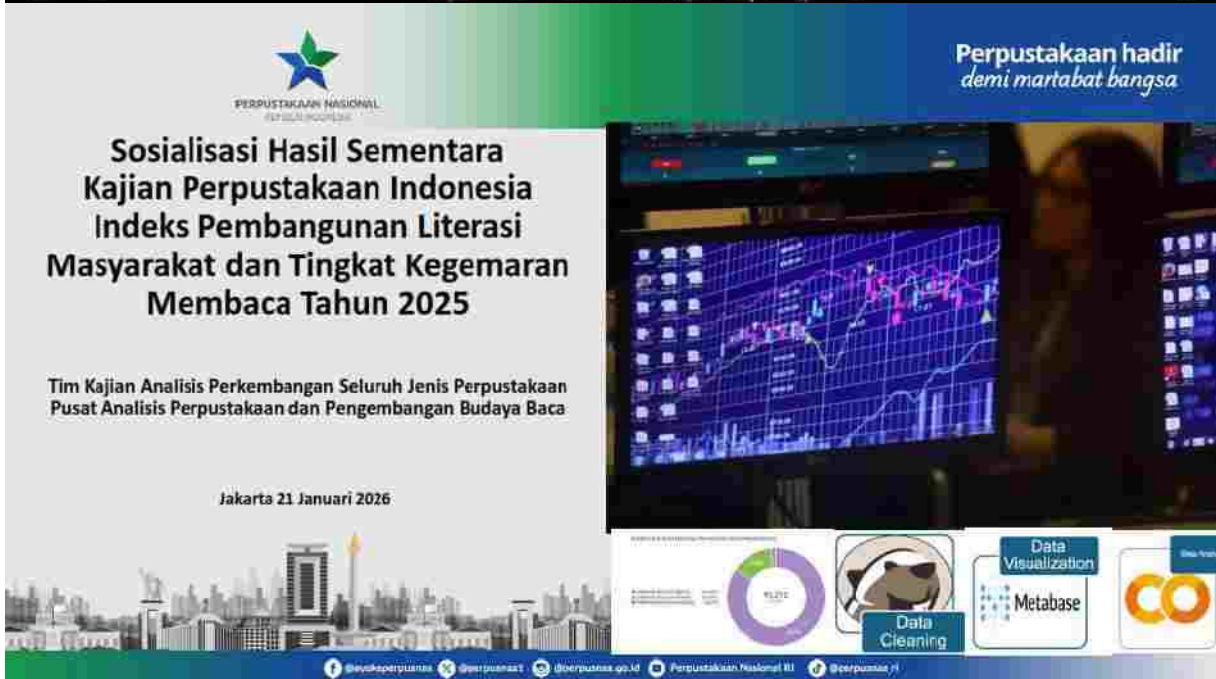 PERPUSTAKAAN NASIONAL
REPUBLIK INDONESIA
Perpustakaan hadir
demi martabat bangsa
Sosialisasi Hasil Sementara
Kajian Perpustakaan Indonesia
Indeks Pembangunan Literasi
Masyarakat dan Tingkat Kegemaran
Membaca Tahun 2025
Tim Kajian Analisis Perkembangan Seluruh Jenis Perpustakaan
Pusat Analisis Perpustakaan dan Pengembangan Budaya Baca
Jakarta 21 Januari 2026
Data
Cleaning
Data
Visualization
Metabase
Perpustakaan Nasional RI